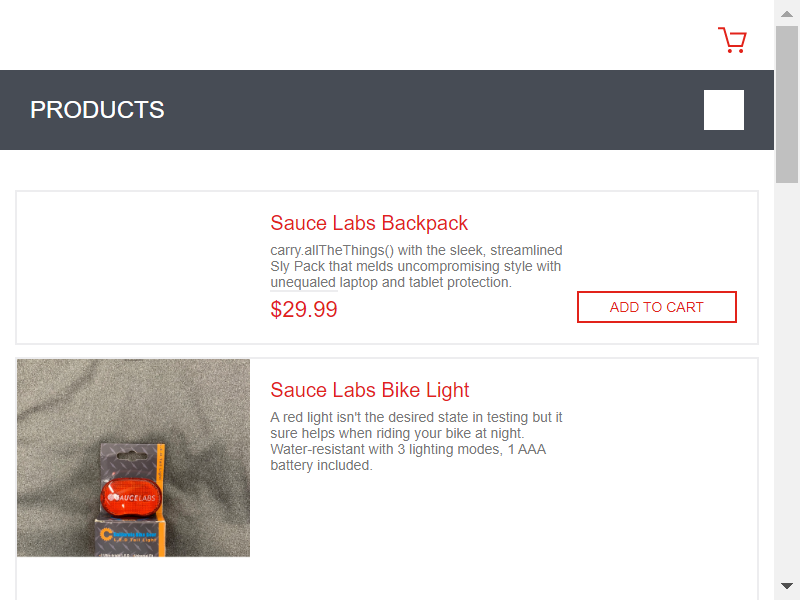 PRODUCTS
Sauce Labs Backpack
carry.allTheThings() with the sleek, streamlined
Sly Pack that melds uncompromising style with
unequaled laptop and tablet protection.
$29.99
ADD TO CART
Sauce Labs Bike Light
A red light isn't the desired state in testing but it
sure helps when riding your bike at night.
Water-resistant with 3 lighting modes, 1 AAA
battery included.
SAUCELABS